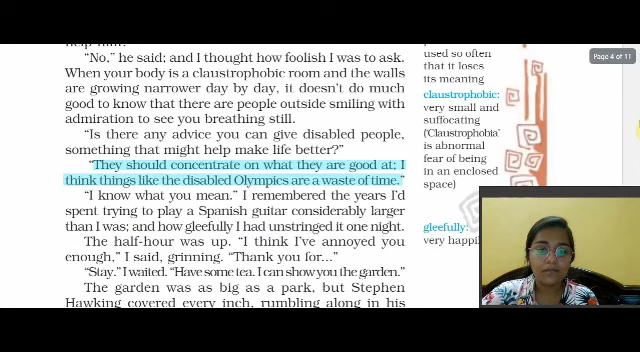 help him?
"No," he said; and I thought how foolish I was to ask.
When your body is a claustrophobic room and the walls
are growing narrower day by day, it doesn't do much
good to know that there are people outside smiling with
admiration to see you breathing still.
"Is there any advice you can give disabled people,
something that might help make life better?"
"They should concentrate on what they are good at; I
think things like the disabled Olympics are a waste of time."
"I know what you mean." I remembered the years I'd
spent trying to play a Spanish guitar considerably larger
than I was; and how gleefully I had unstringed it one night.
The half-hour was up. "I think I've annoyed you
enough," I said, grinning. "Thank you for..."
"Stay." I waited. "Have some tea. I can show you the garden."
The garden was as big as a park, but Stephen
Hawking covered every inch, rumbling along in his
used so often
that it loses
its meaning
claustrophobic:
very small and
suffocating
('Claustrophobia'
is abnormal
fear of being
in an enclosed
space)
gleefully:
very
Page 4 of 11